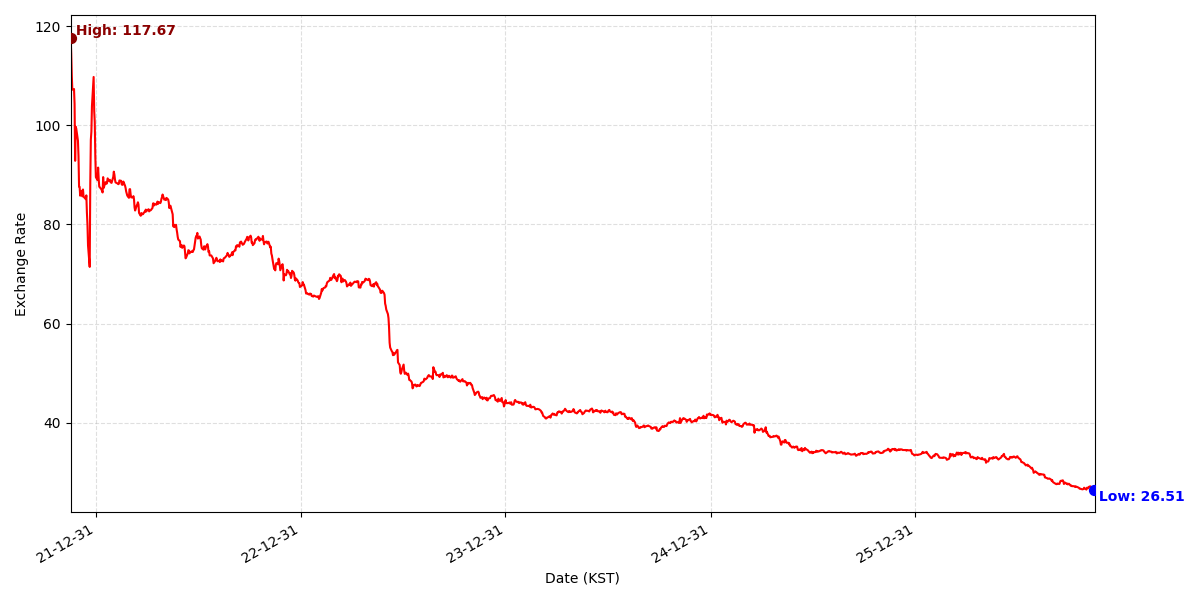 High: 117.67
120
100
80
60
40
Exchange Rate
Low: 26.51
21-12-31
22-12-31
23-12-31
24-12-31
25-12-31
Date (KST)